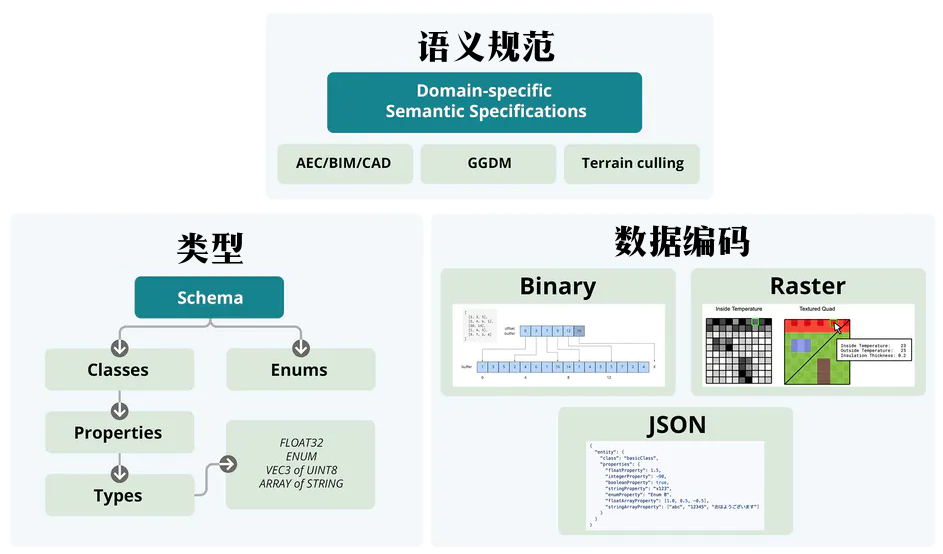 语义规范
Domain-specific
Semantic Specifications
AEC/BIM/CAD
GGDM
Terrain culling
类型
Schema
Classes
Enums
Properties
Types
FLOAT32
ENUM
VEC3 of UINT8
ARRAY of STRING
数据编码
Binary
offset
buffer
buffer
0
4
8
12
Raster
Inside Temperature
Textured Quad
Inside Temperature: 23
Outside Temperature: 25
Insulation Thickness: 0.2
JSON
{
"entity": {
"class": "basicClass",
"properties": {
"floatProperty": 1.5,
"integerProperty": -90,
"booleanProperty": true,
"stringProperty": "x123",
"enumProperty": "Enum B",
"floatArrayProperty": [1.0, 0.5, -0.5],
"stringArrayProperty": ["abc", "12345", "おはようございます"]
}
}
}